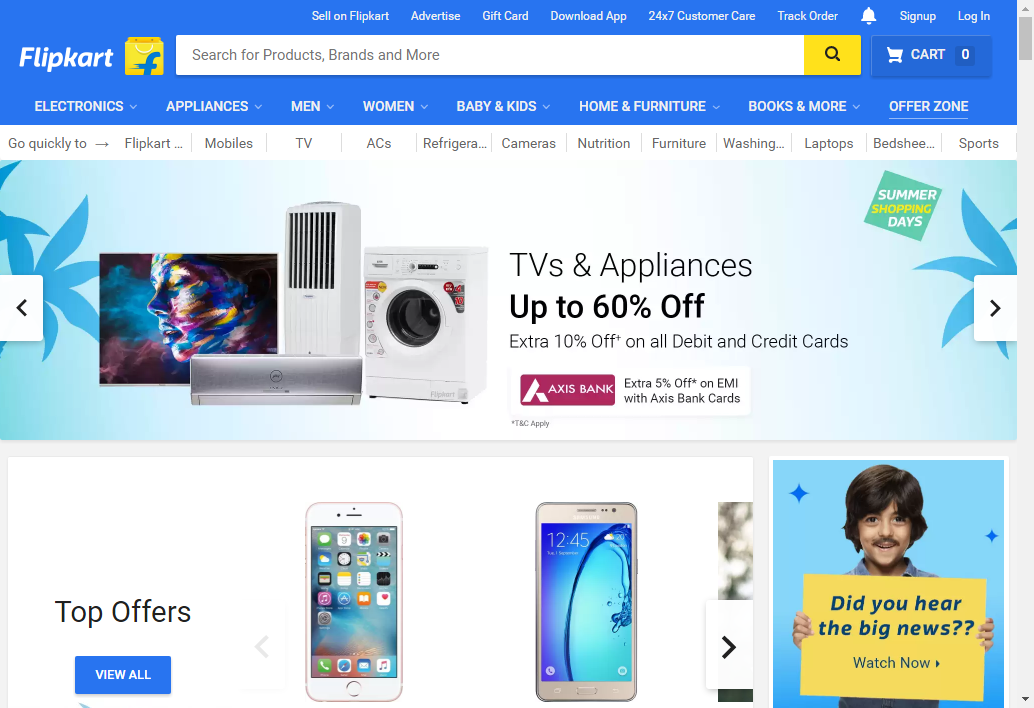 Sell on Flipkart Advertise Gift Card Download App 24x7 Customer Care Track Order Signup Log In
Flipkart
Search for Products, Brands and More
CART 0
ELECTRONICS APPLIANCES MEN WOMEN BABY & KIDS HOME & FURNITURE BOOKS & MORE OFFER ZONE
Go quickly to → Flipkart ... Mobiles TV ACs Refrigera... Cameras Nutrition Furniture Washing... Laptops Bedshee... Sports
SUMMER
SHOPPING
DAYS
TVs & Appliances
Up to 60% Off
Extra 10% Off+ on all Debit and Credit Cards
AXIS BANK
Extra 5% Off* on EMI
with Axis Bank Cards
*T&C Apply
Flipkart
Top Offers
VIEW ALL
SAMSUNG
12:45
Did you hear
the big news??
Watch Now